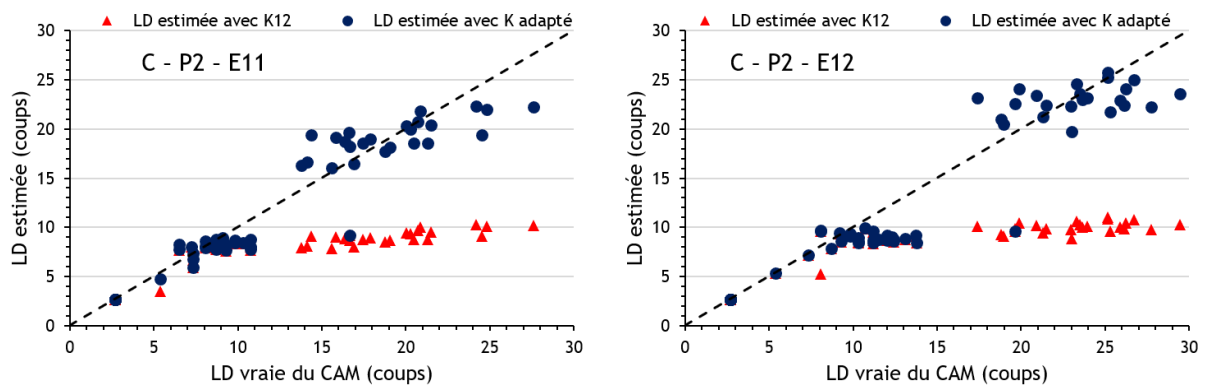 LD estimée avec K12 LD estimée avec K adapté
C - P2 - E11
LD estimée (coups)
30
25
20
15
10
5
0
0 5 10 15 20 25 30
LD vraie du CAM (coups)
LD estimée avec K12 LD estimée avec K adapté
C - P2 - E12
LD estimée (coups)
30
25
20
15
10
5
0
0 5 10 15 20 25 30
LD vraie du CAM (coups)